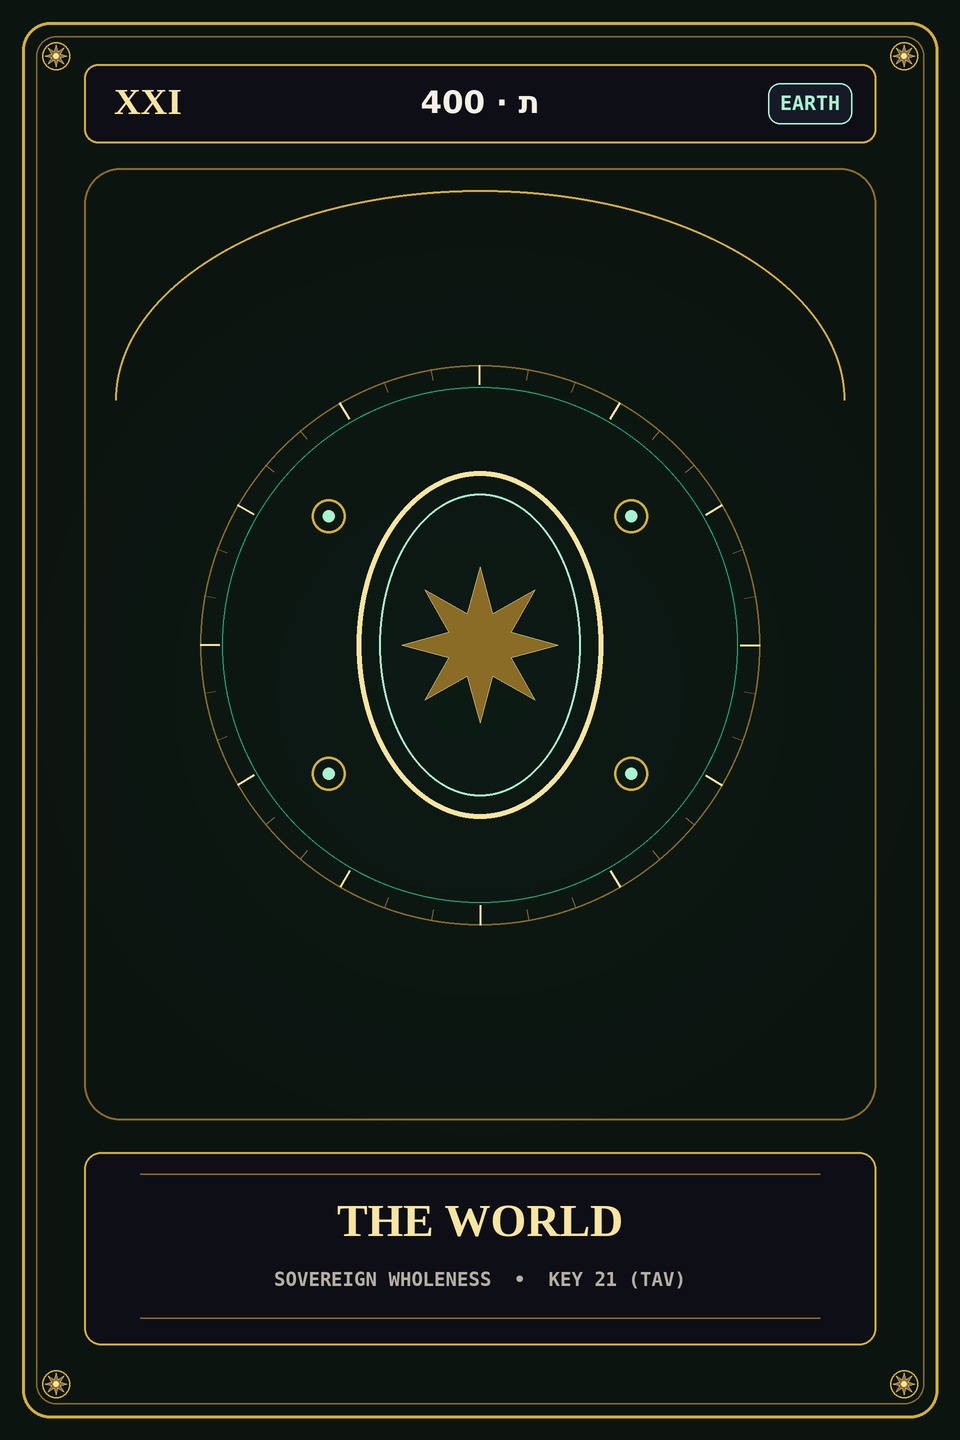 XXI
400 · ת
EARTH
THE WORLD
SOVEREIGN WHOLENESS • KEY 21 (TAV)